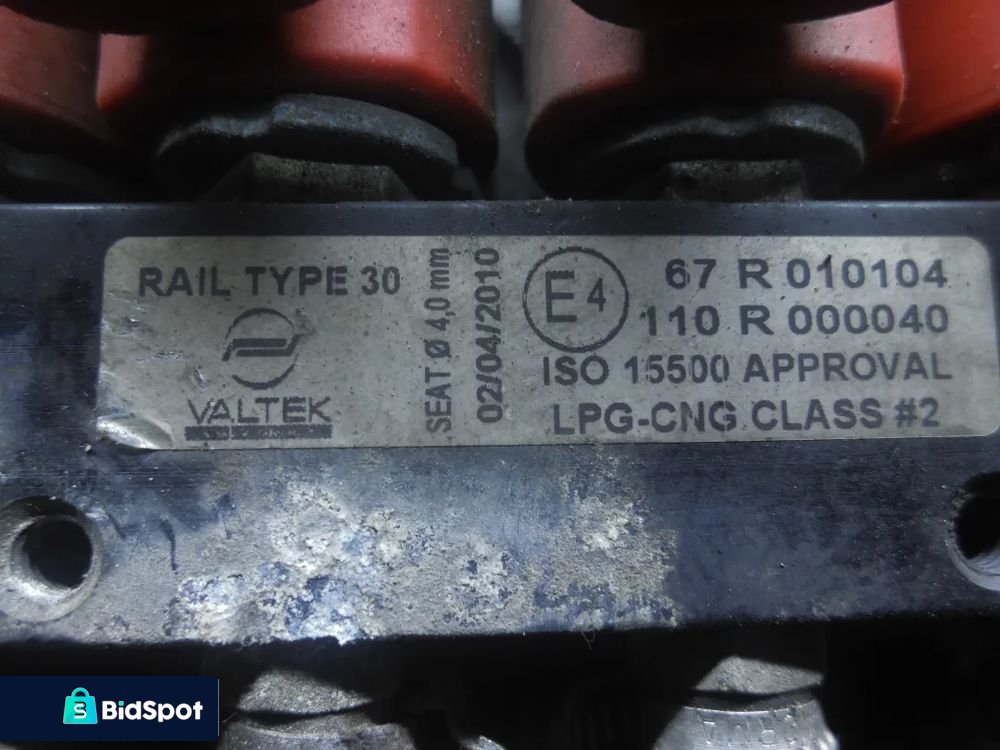 RAIL TYPE 30
VALTEK
SEAT Ø 4,0 mm
02/04/2010
E4
67 R 010104
110 R 000040
ISO 15500 APPROVAL
LPG-CNG CLASS #2
S BidSpot